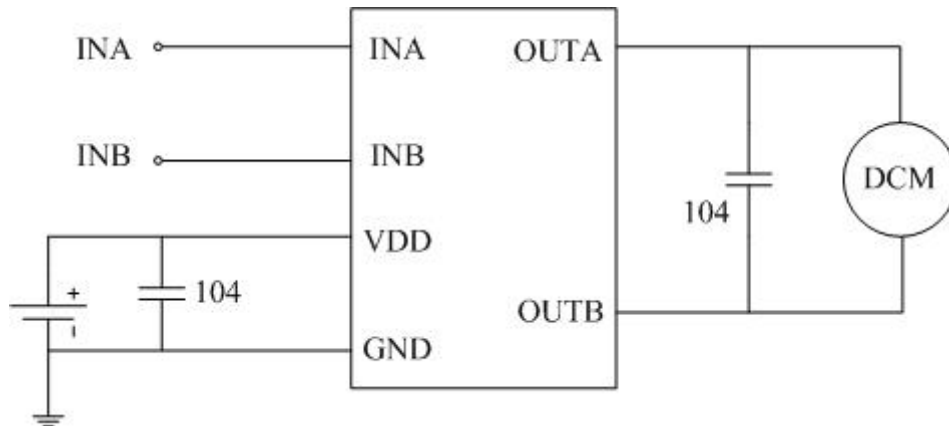 INA
INA
OUTA
INB
INB
DCM
104
VDD
+
104
OUTB
-
GND